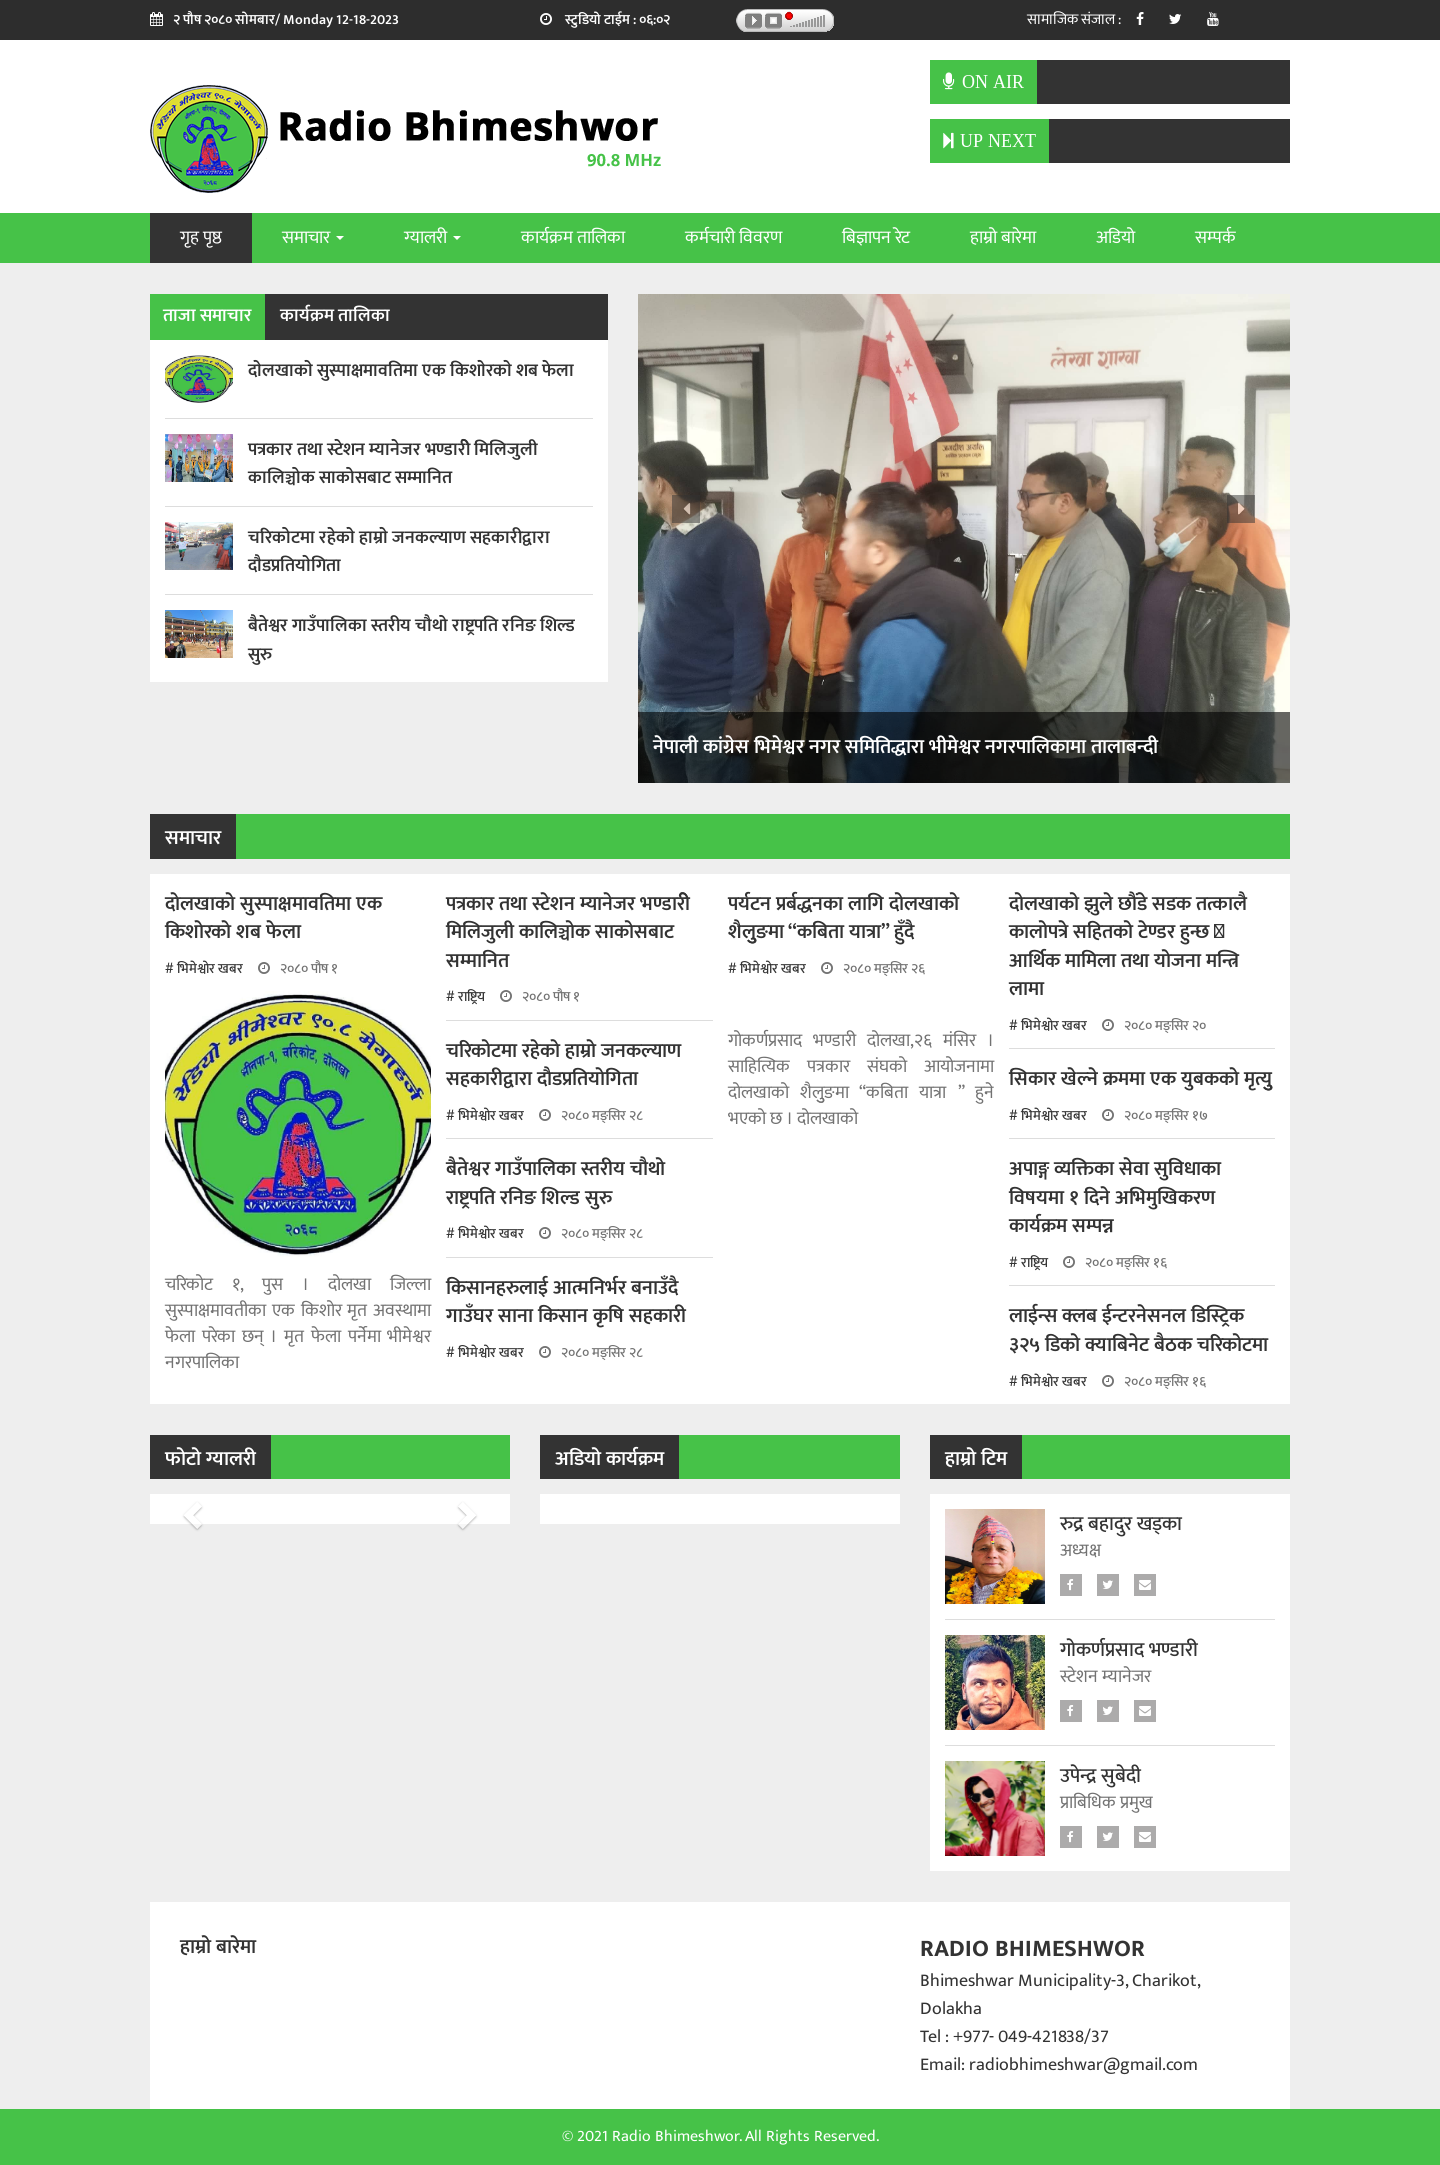 २ पौष २०८० सोमबार/ Monday 12-18-2023
स्टुडियो टाईम : ०६:०२
सामाजिक संजाल :
रेडियो भीमेश्वर ९०.८ मेगाहर्ज
Radio Bhimeshwor
90.8 MHz
ON AIR
UP NEXT
गृह पृष्ठ
समाचार
ग्यालरी
कार्यक्रम तालिका
कर्मचारी विवरण
बिज्ञापन रेट
हाम्रो बारेमा
अडियो
सम्पर्क
ताजा समाचार
कार्यक्रम तालिका
दोलखाको सुस्पाक्षमावतिमा एक किशोरको शब फेला
पत्रकार तथा स्टेशन म्यानेजर भण्डारी मिलिजुली
कालिञ्चोक साकोसबाट सम्मानित
चरिकोटमा रहेको हाम्रो जनकल्याण सहकारीद्वारा
दौडप्रतियोगिता
बैतेश्वर गाउँपालिका स्तरीय चौथो राष्ट्रपति रनिङ शिल्ड
सुरु
लेखा शाखा
नेपाली कांग्रेस भिमेश्वर नगर समितिद्धारा भीमेश्वर नगरपालिकामा तालाबन्दी
समाचार
दोलखाको सुस्पाक्षमावतिमा एक
किशोरको शब फेला
# भिमेश्वोर खबर २०८० पौष १
रेडियो भीमेश्वर ९०.८ मेगाहर्ज
भीनपा-१, चरिकोट, दोलखा
२०६८
चरिकोट १, पुस । दोलखा जिल्ला
सुस्पाक्षमावतीका एक किशोर मृत अवस्थामा
फेला परेका छन् । मृत फेला पर्नेमा भीमेश्वर
नगरपालिका
पत्रकार तथा स्टेशन म्यानेजर भण्डारी
मिलिजुली कालिञ्चोक साकोसबाट
सम्मानित
# राष्ट्रिय २०८० पौष १
चरिकोटमा रहेको हाम्रो जनकल्याण
सहकारीद्वारा दौडप्रतियोगिता
# भिमेश्वोर खबर २०८० मङ्सिर २८
बैतेश्वर गाउँपालिका स्तरीय चौथो
राष्ट्रपति रनिङ शिल्ड सुरु
# भिमेश्वोर खबर २०८० मङ्सिर २८
किसानहरुलाई आत्मनिर्भर बनाउँदै
गाउँघर साना किसान कृषि सहकारी
# भिमेश्वोर खबर २०८० मङ्सिर २८
पर्यटन प्रर्बद्धनका लागि दोलखाको
शैलुङमा “कबिता यात्रा” हुँदै
# भिमेश्वोर खबर २०८० मङ्सिर २६
गोकर्णप्रसाद भण्डारी दोलखा,२६ मंसिर ।
साहित्यिक पत्रकार संघको आयोजनामा
दोलखाको शैलुङमा “कबिता यात्रा ” हुने
भएको छ । दोलखाको
दोलखाको झुले छौंडे सडक तत्कालै
कालोपत्रे सहितको टेण्डर हुन्छ
आर्थिक मामिला तथा योजना मन्त्रि
लामा
# भिमेश्वोर खबर २०८० मङ्सिर २०
सिकार खेल्ने क्रममा एक युबकको मृत्यु
# भिमेश्वोर खबर २०८० मङ्सिर १७
अपाङ्ग व्यक्तिका सेवा सुविधाका
विषयमा १ दिने अभिमुखिकरण
कार्यक्रम सम्पन्न
# राष्ट्रिय २०८० मङ्सिर १६
लाईन्स क्लब ईन्टरनेसनल डिस्ट्रिक
३२५ डिको क्याबिनेट बैठक चरिकोटमा
# भिमेश्वोर खबर २०८० मङ्सिर १६
फोटो ग्यालरी
अडियो कार्यक्रम
हाम्रो टिम
रुद्र बहादुर खड्का
अध्यक्ष
गोकर्णप्रसाद भण्डारी
स्टेशन म्यानेजर
उपेन्द्र सुबेदी
प्राबिधिक प्रमुख
हाम्रो बारेमा
RADIO BHIMESHWOR
Bhimeshwar Municipality-3, Charikot,
Dolakha
Tel : +977- 049-421838/37
Email: radiobhimeshwar@gmail.com
© 2021 Radio Bhimeshwor. All Rights Reserved.